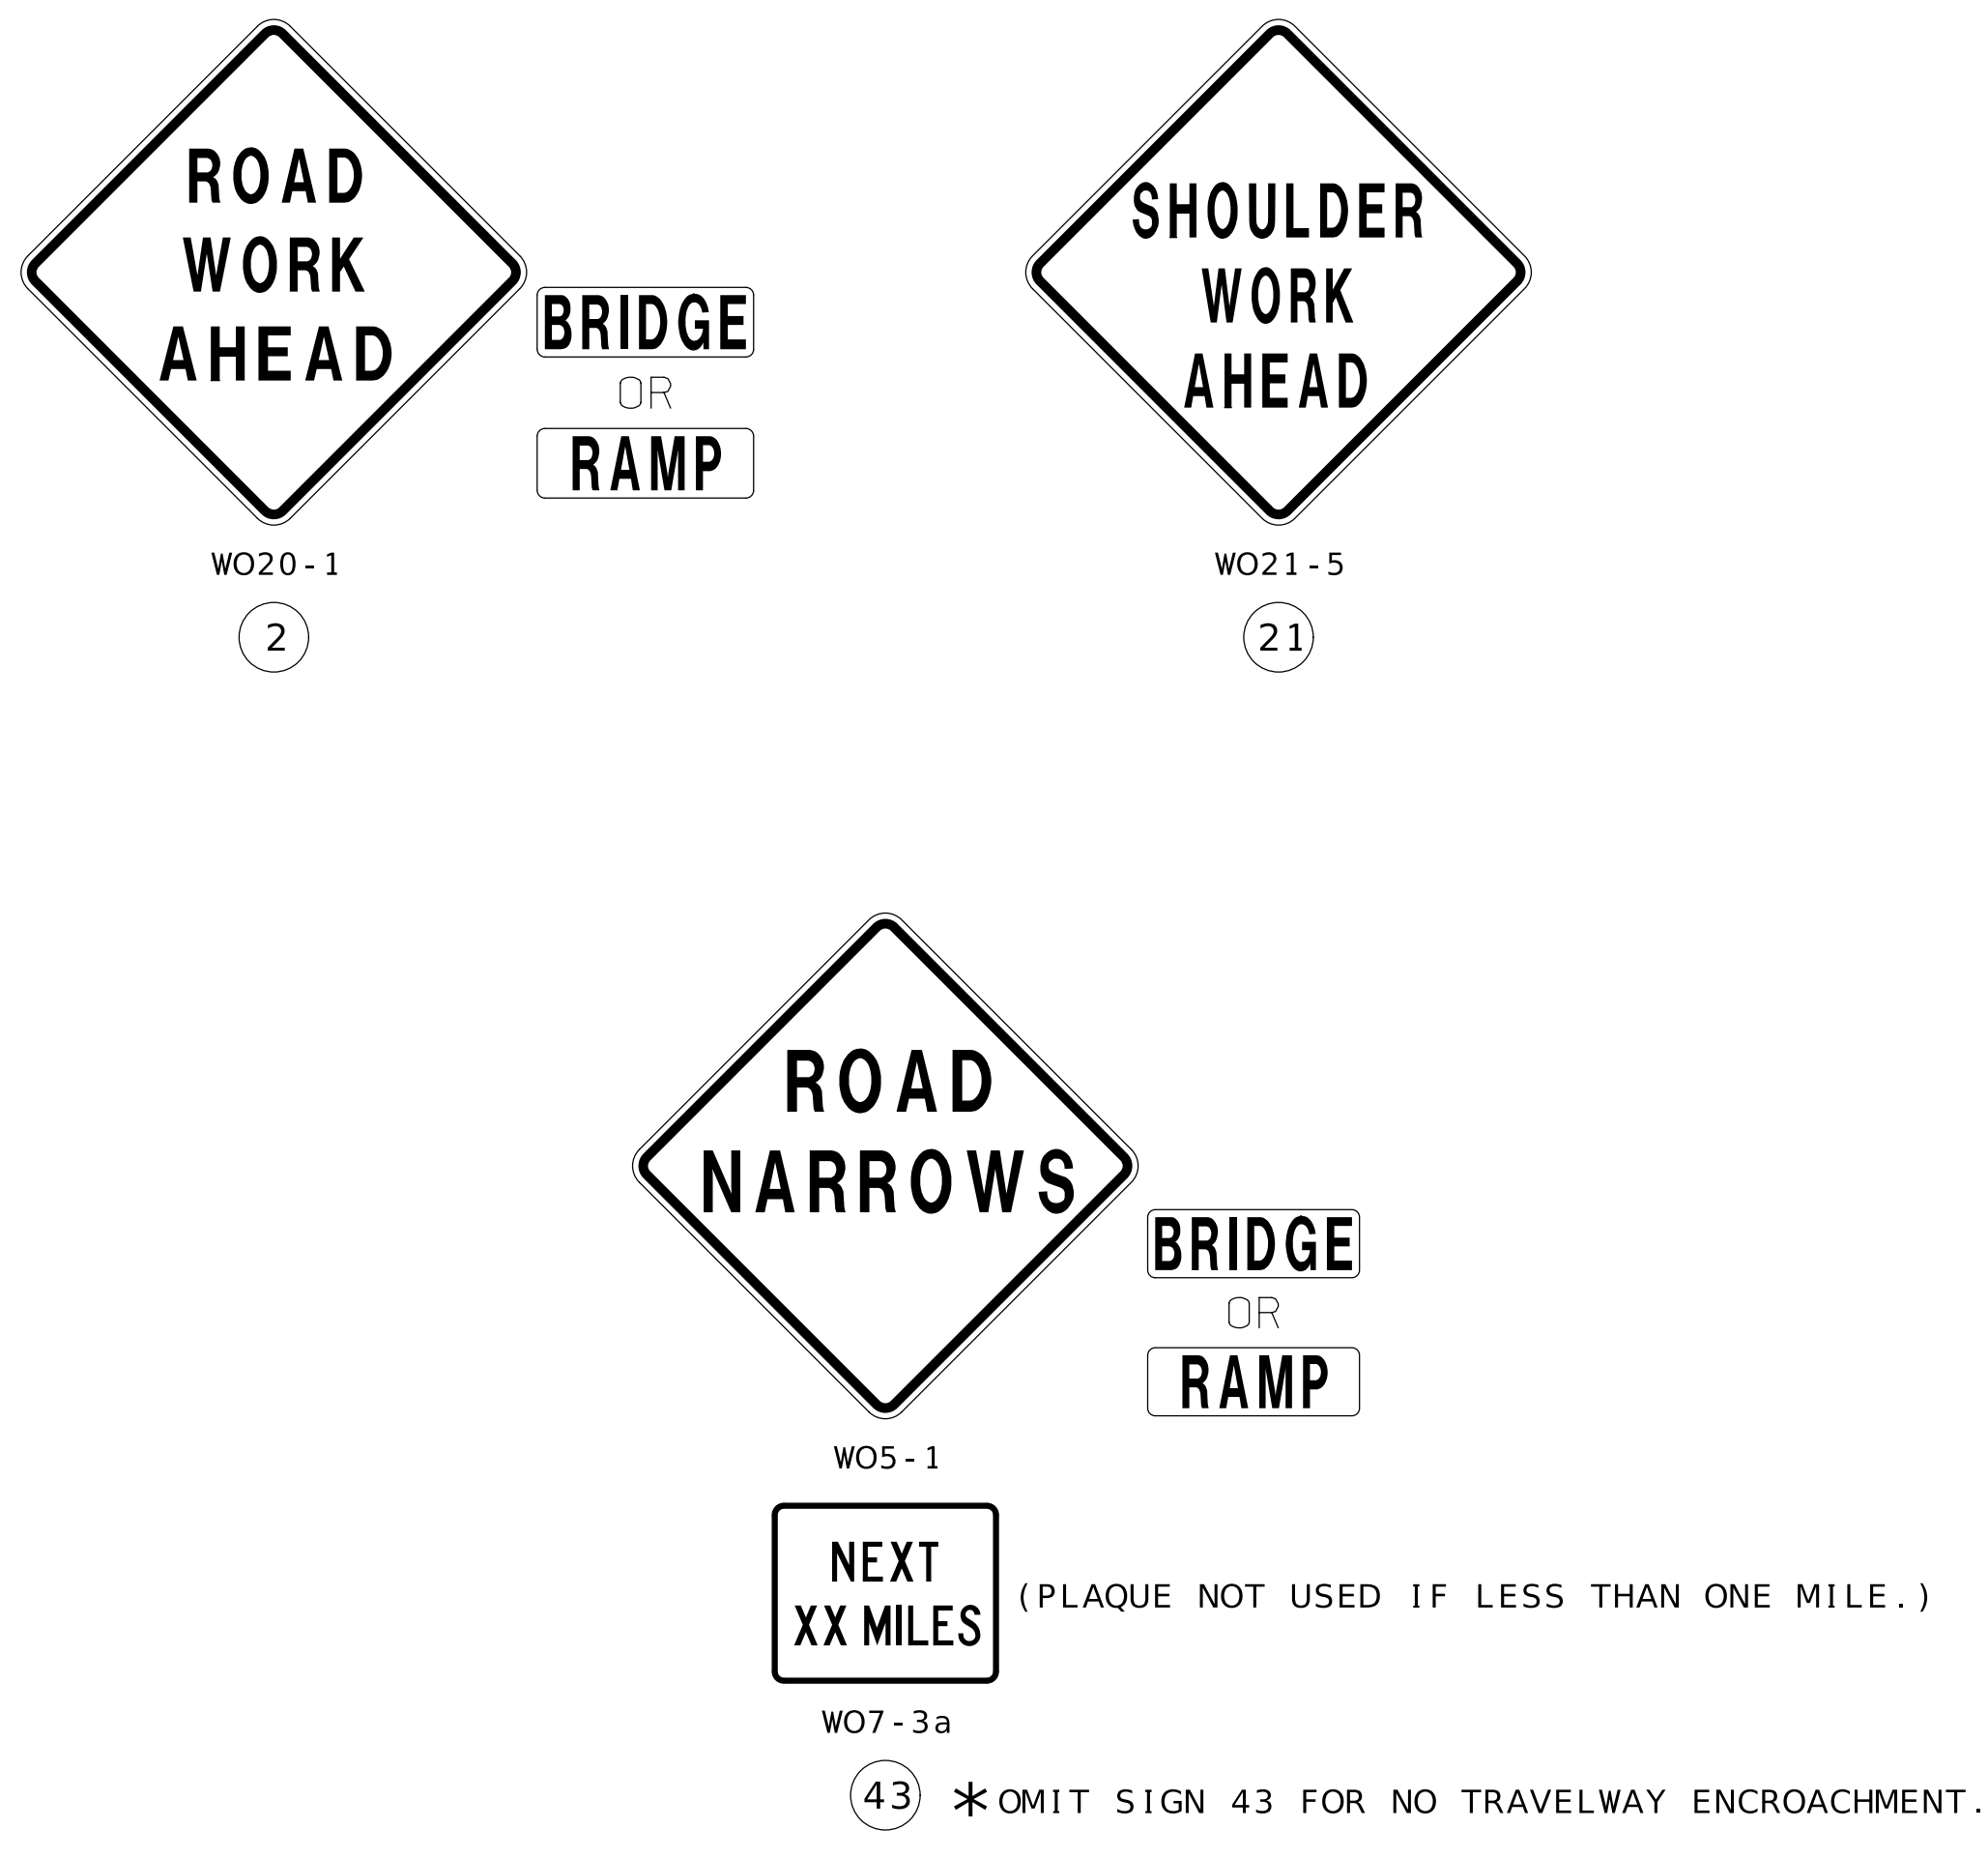 ROAD
WORK
AHEAD
BRIDGE
OR
RAMP
WO20-1
2
SHOULDER
WORK
AHEAD
WO21-5
21
ROAD
NARROWS
BRIDGE
OR
RAMP
WO5-1
NEXT
XX MILES
(PLAQUE NOT USED IF LESS THAN ONE MILE.)
WO7-3a
43
*OMIT SIGN 43 FOR NO TRAVELWAY ENCROACHMENT.